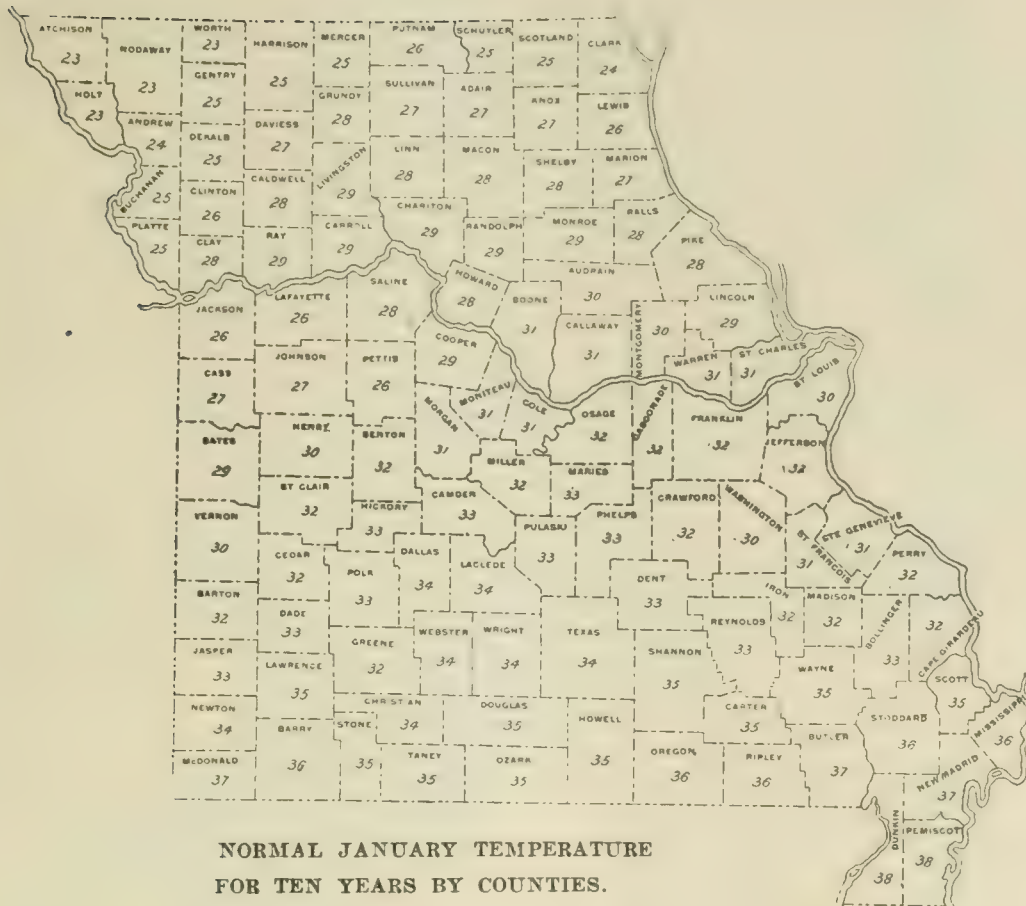 ATCHISON
23
NODAWAY
23
WORTH
23
HARRISON
25
MERCER
25
PUTNAM
26
SCHUYLER
25
SCOTLAND
25
CLARK
24
HOLT
23
GENTRY
25
GRUNDY
28
SULLIVAN
27
ADAIR
27
KNOX
27
LEWIS
26
ANDREW
24
DEKALB
25
DAVIESS
27
LIVINGSTON
29
LINN
28
MACON
28
SHELBY
28
MARION
27
BUCHANAN
25
CLINTON
26
CALDWELL
28
CHARITON
29
RANDOLPH
29
MONROE
29
RALLS
28
PIKE
28
PLATTE
25
CLAY
28
RAY
29
CARROLL
29
AUDRAIN
30
JACKSON
26
LAFAYETTE
26
SALINE
28
HOWARD
28
BOONE
31
CALLAWAY
31
MONTGOMERY
30
LINCOLN
29
WARREN
31
ST CHARLES
31
ST LOUIS
30
CASS
27
JOHNSON
27
PETTIS
26
COOPER
29
MONITEAU
31
COLE
31
OSAGE
32
GASCONADE
32
FRANKLIN
32
JEFFERSON
32
BATES
29
HENRY
30
BENTON
32
MORGAN
31
MILLER
32
MARIES
33
VERNON
30
ST CLAIR
32
HICKORY
33
CAMDEN
33
PULASKI
33
PHELPS
33
CRAWFORD
32
WASHINGTON
30
ST FRANCOIS
31
STE GENEVIEVE
31
PERRY
32
CEDAR
32
POLK
33
DALLAS
34
LACLEDE
34
DENT
33
IRON
32
MADISON
32
BOLLINGER
33
CAPE GIRARDEAU
32
BARTON
32
DADE
33
GREENE
32
WEBSTER
34
WRIGHT
34
TEXAS
34
SHANNON
35
REYNOLDS
33
WAYNE
35
SCOTT
35
JASPER
33
LAWRENCE
35
CHRISTIAN
34
DOUGLAS
35
HOWELL
35
CARTER
35
BUTLER
37
STODDARD
36
MISSISSIPPI
36
NEWTON
34
BARRY
36
STONE
35
TANEY
35
OZARK
35
OREGON
36
RIPLEY
36
NEW MADRID
37
McDONALD
37
DUNKIN
38
PEMISCOT
38
NORMAL JANUARY TEMPERATURE
FOR TEN YEARS BY COUNTIES.